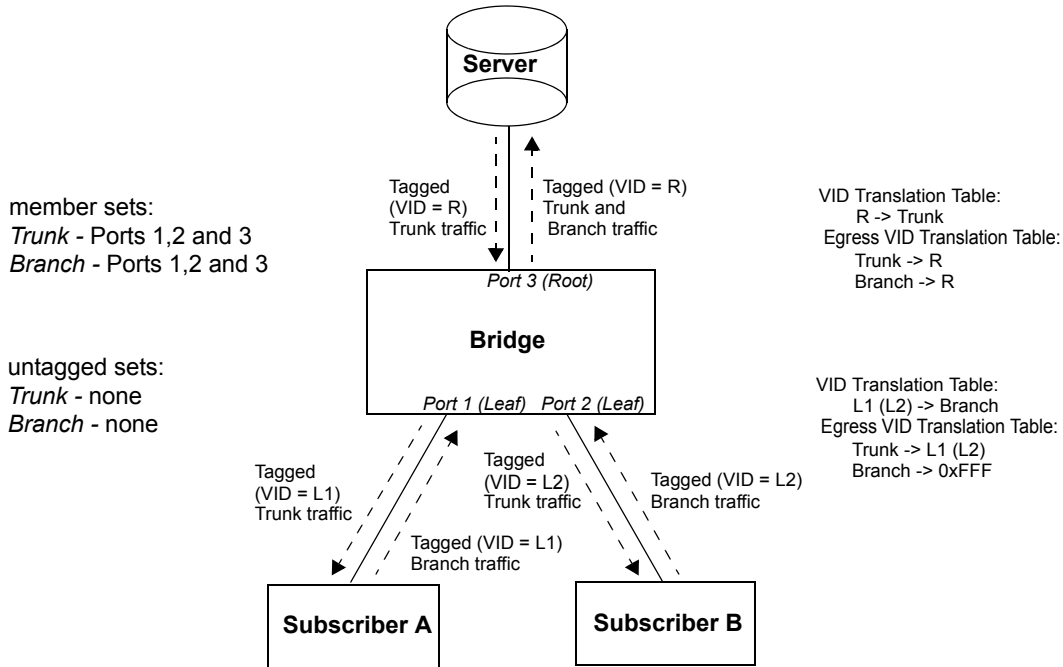 Server
Tagged
(VID = R)
Trunk traffic
Tagged (VID = R)
Trunk and
Branch traffic
member sets:
Trunk - Ports 1,2 and 3
Branch - Ports 1,2 and 3
VID Translation Table:
R -> Trunk
Egress VID Translation Table:
Trunk -> R
Branch -> R
Port 3 (Root)
Bridge
untagged sets:
Trunk - none
Branch - none
Port 1 (Leaf)
Port 2 (Leaf)
VID Translation Table:
L1 (L2) -> Branch
Egress VID Translation Table:
Trunk -> L1 (L2)
Branch -> 0xFFF
Tagged
(VID = L1)
Trunk traffic
Tagged (VID = L1)
Branch traffic
Tagged
(VID = L2)
Trunk traffic
Tagged (VID = L2)
Branch traffic
Subscriber A
Subscriber B